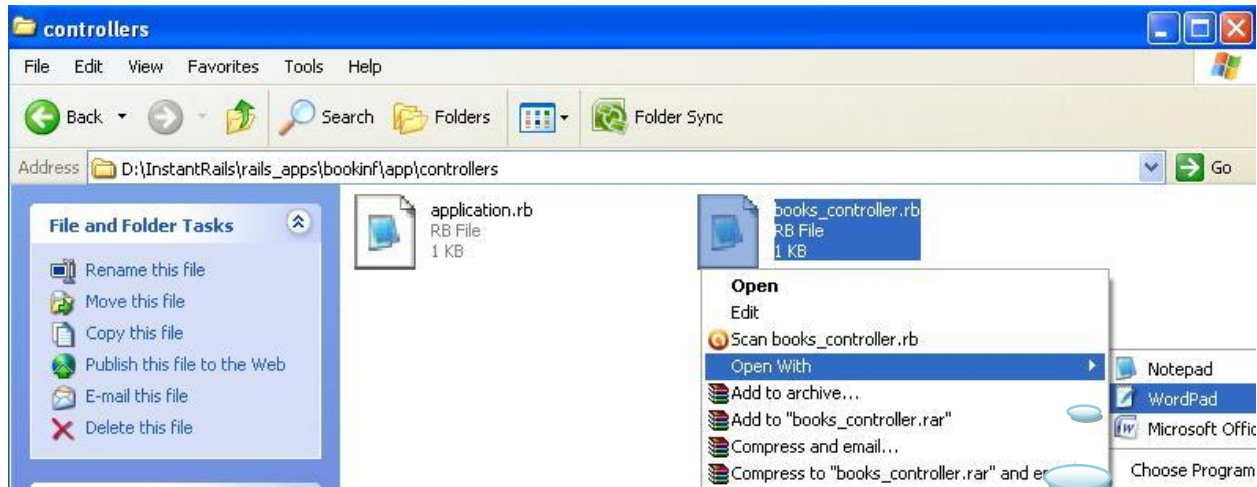 controllers
File Edit View Favorites Tools Help
Back Search Folders Folder Sync
Address D:\InstantRails\rails_apps\bookinf\app\controllers Go
File and Folder Tasks
Rename this file
Move this file
Copy this file
Publish this file to the Web
E-mail this file
Delete this file
application.rb
RB File
1 KB
books_controller.rb
RB File
1 KB
Open
Edit
Scan books_controller.rb
Open With
Add to archive...
Add to "books_controller.rar"
Compress and email...
Compress to "books_controller.rar" and
Notepad
WordPad
Microsoft Offic
Choose Program